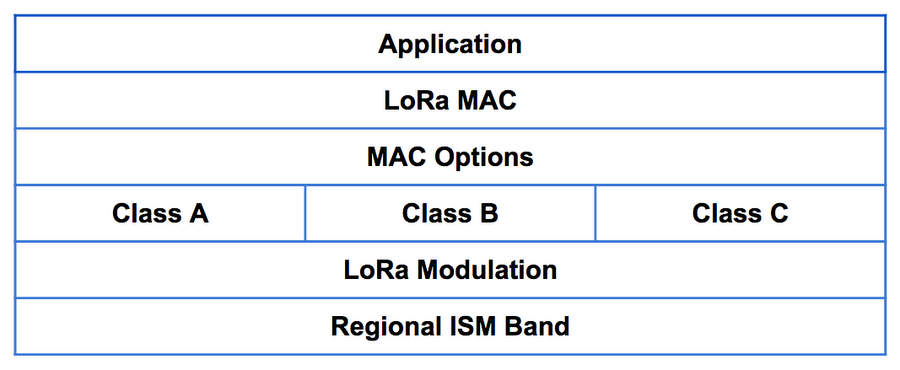 Application
LoRa MAC
MAC Options
Class A Class B Class C
LoRa Modulation
Regional ISM Band